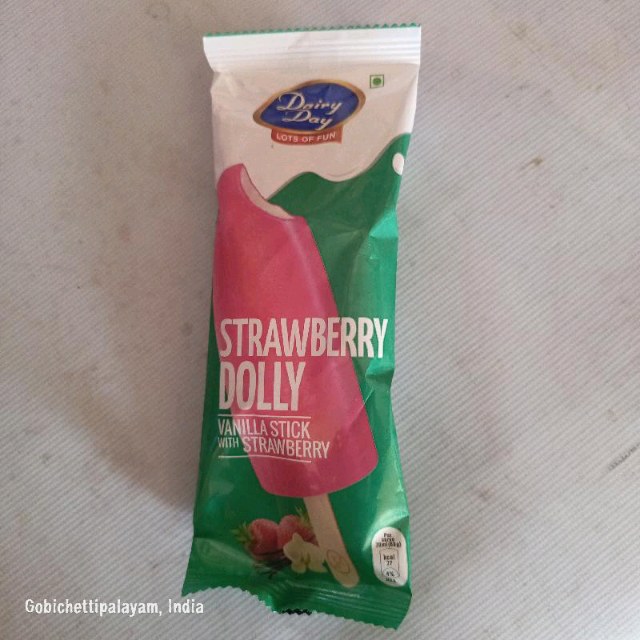 Dairy
Day
LOTS OF FUN
STRAWBERRY
DOLLY
VANILLA STICK
WITH STRAWBERRY
Gobichettipalayam, India